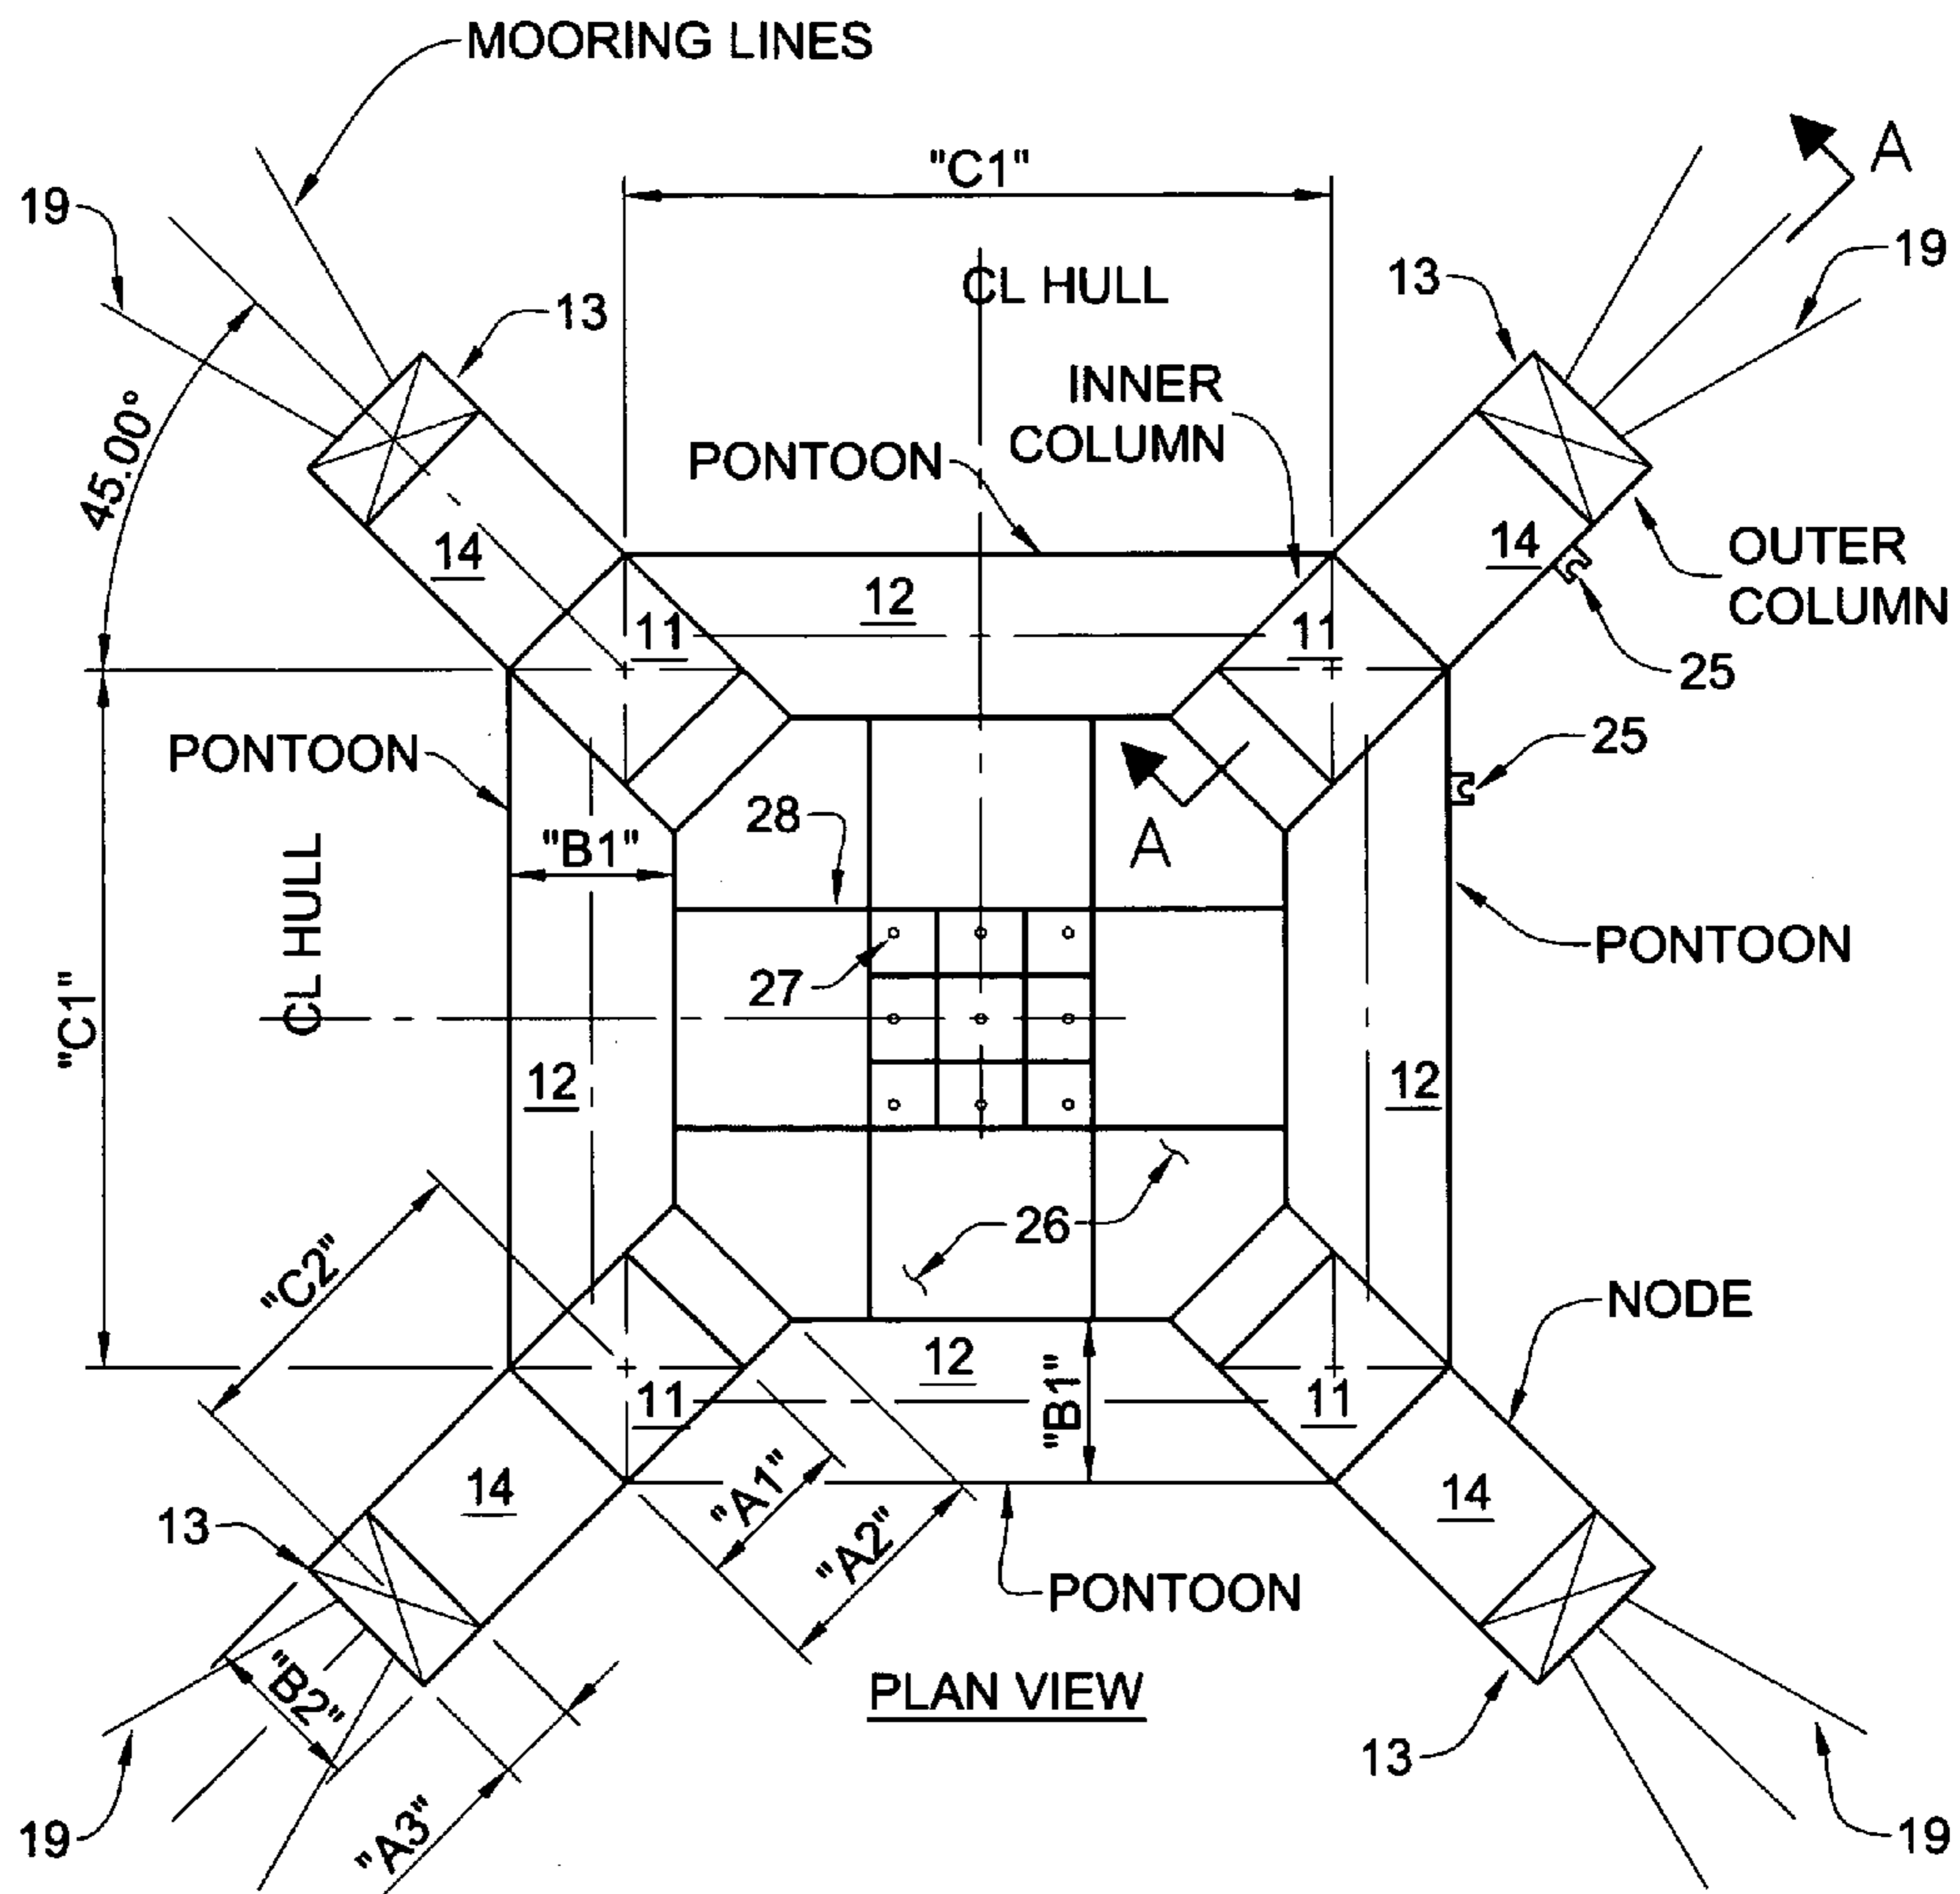 MOORING LINES
"C1"
A
19
19
CL HULL
13
13
INNER
COLUMN
PONTOON
45.00°
14
14
OUTER
COLUMN
12
11
11
25
25
PONTOON
28
"B1"
A
CL HULL
PONTOON
27
"C1"
12
12
26
"C2"
NODE
12
"B1"
11
11
14
14
"A1"
13
"A2"
PONTOON
"B2"
PLAN VIEW
13
"A3"
19
19